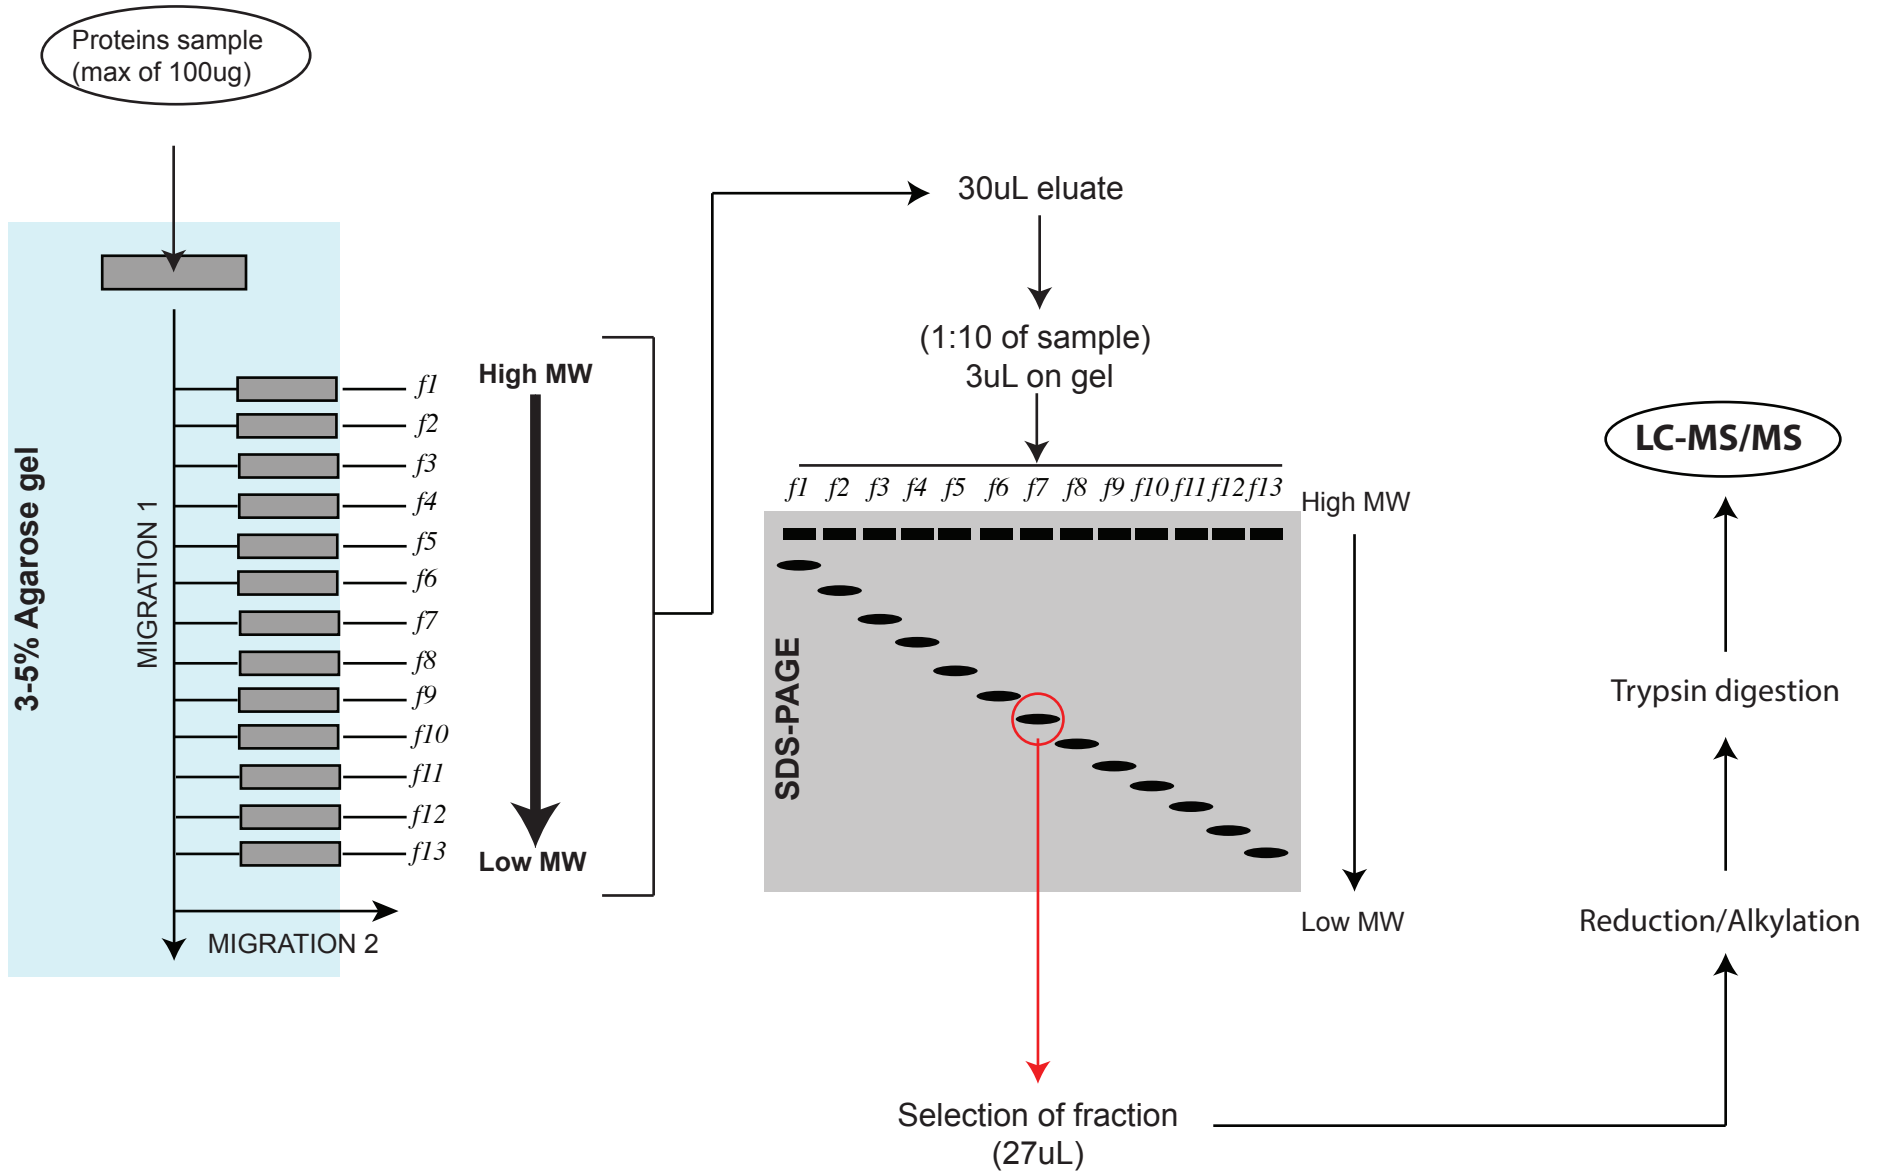 Proteins sample
(max of 100ug)
3-5% Agarose gel
MIGRATION 1
f1
f2
f3
f4
f5
f6
f7
f8
f9
f10
f11
f12
f13
MIGRATION 2
High MW
Low MW
30uL eluate
(1:10 of sample)
3uL on gel
f1 f2 f3 f4 f5 f6 f7 f8 f9 f10 f11 f12 f13
SDS-PAGE
High MW
Low MW
Selection of fraction
(27uL)
LC-MS/MS
Trypsin digestion
Reduction/Alkylation